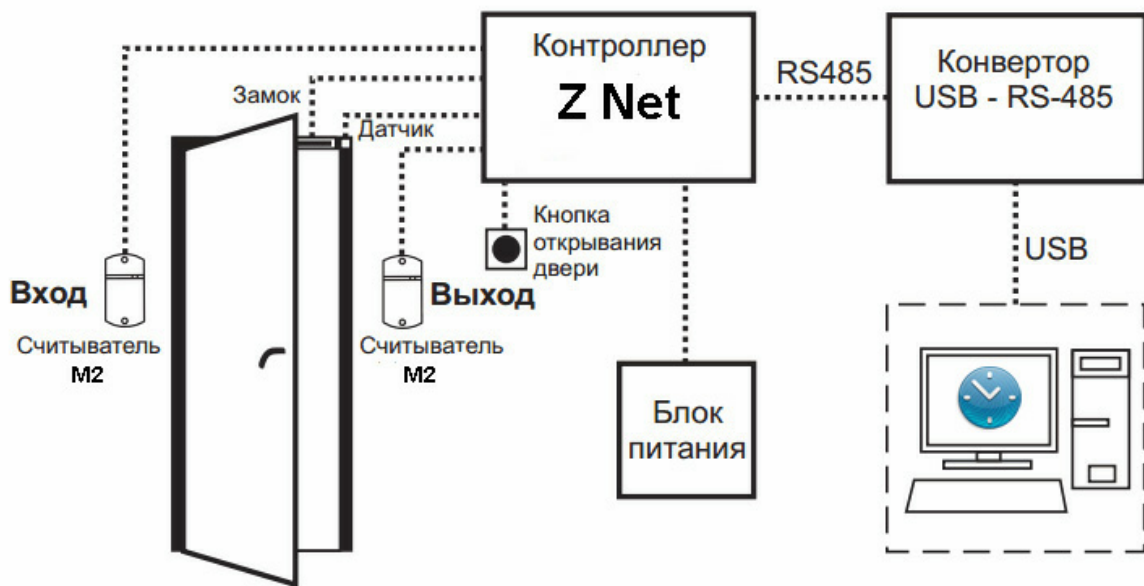 Контроллер
Z Net
RS485
Конвертор
USB - RS-485
Замок
Датчик
Кнопка
открывания
двери
USB
Вход
Выход
Считыватель
M2
Считыватель
M2
Блок
питания